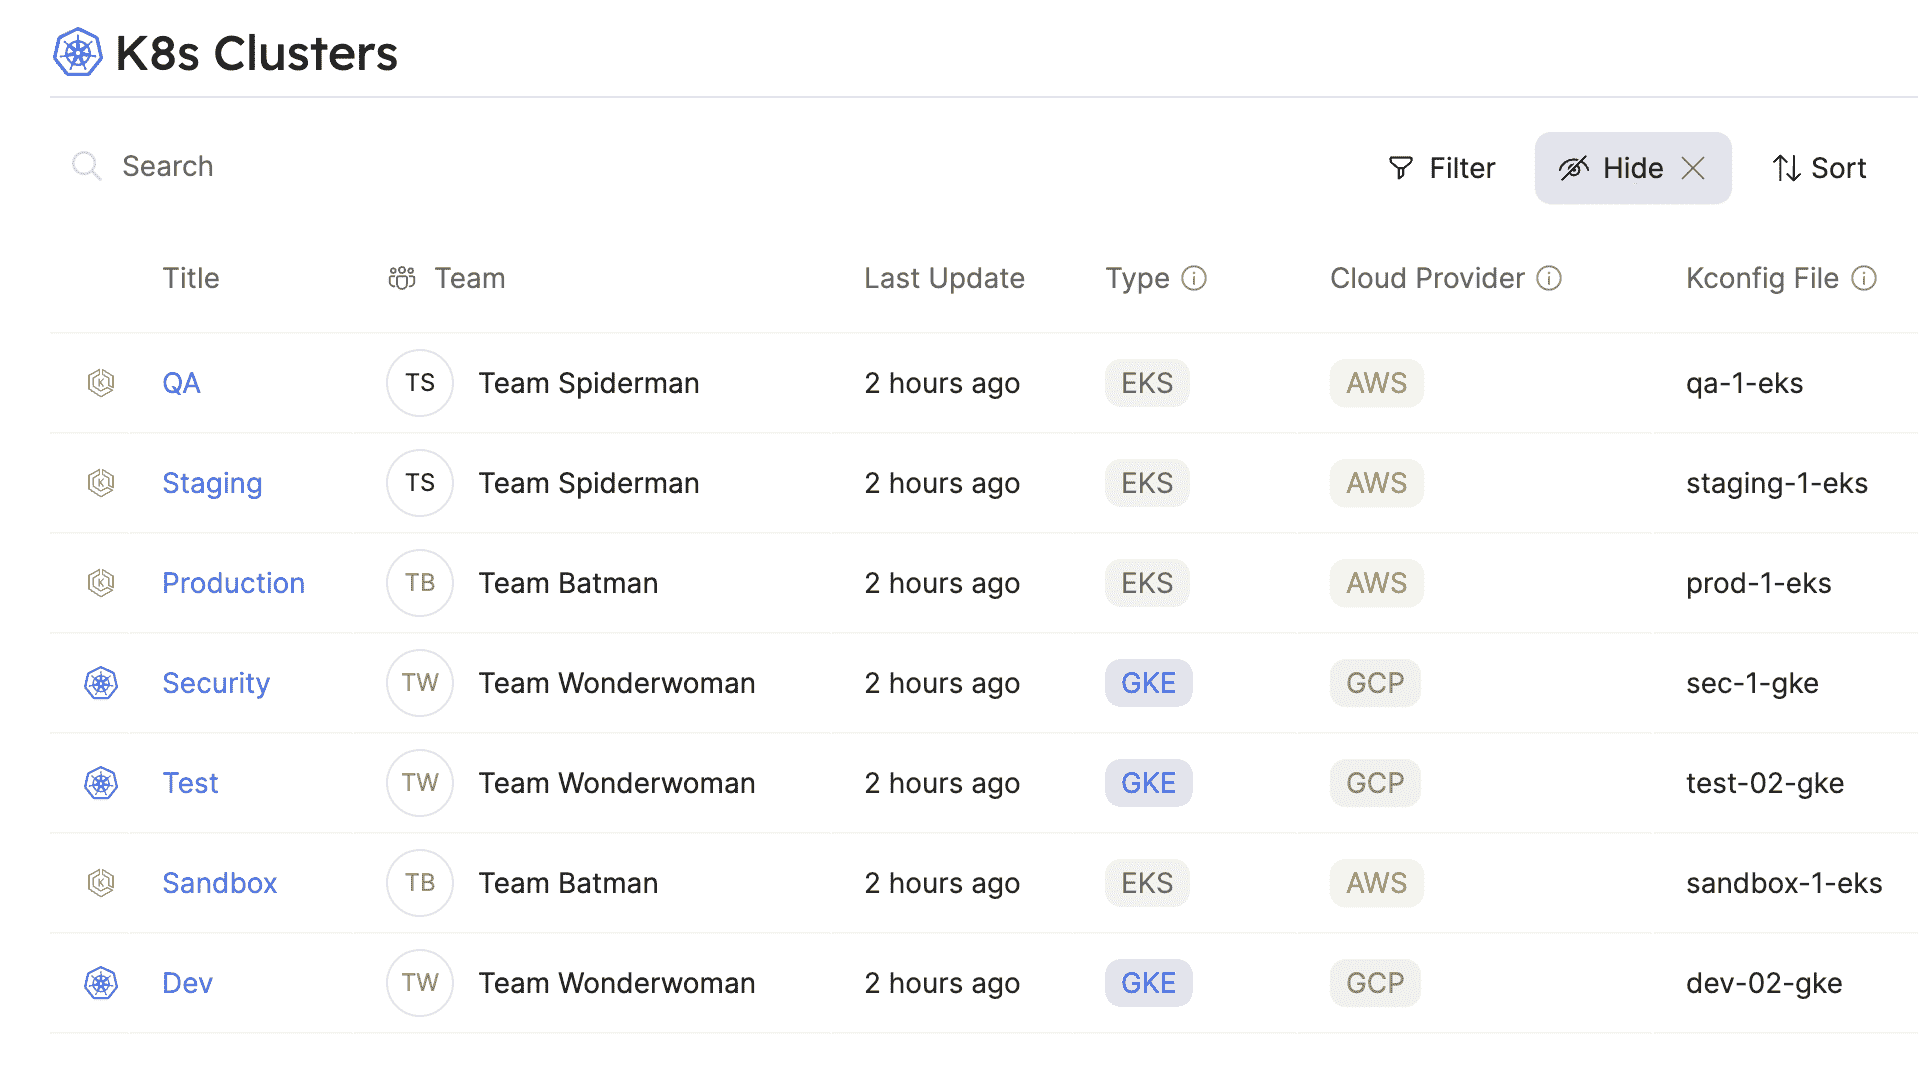 K8s Clusters
Search Filter Hide Sort
Title Team Last Update Type Cloud Provider Kconfig File
QA TS Team Spiderman 2 hours ago EKS AWS qa-1-eks
Staging TS Team Spiderman 2 hours ago EKS AWS staging-1-eks
Production TB Team Batman 2 hours ago EKS AWS prod-1-eks
Security TW Team Wonderwoman 2 hours ago GKE GCP sec-1-gke
Test TW Team Wonderwoman 2 hours ago GKE GCP test-02-gke
Sandbox TB Team Batman 2 hours ago EKS AWS sandbox-1-eks
Dev TW Team Wonderwoman 2 hours ago GKE GCP dev-02-gke